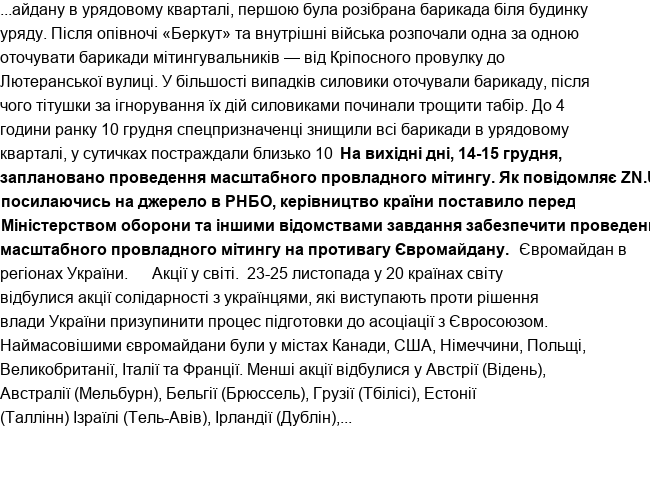 ...айдану в урядовому кварталі, першою була розібрана барикада біля будинку
уряду. Після опівночі «Беркут» та внутрішні війська розпочали одна за одною
оточувати барикади мітингувальників — від Кріпосного провулку до
Лютеранської вулиці. У більшості випадків силовики оточували барикаду, після
чого тітушки за ігнорування їх дій силовиками починали трощити табір. До 4
години ранку 10 грудня спецпризначенці знищили всі барикади в урядовому
кварталі, у сутичках постраждали близько 10 На вихідні дні, 14-15 грудня,
заплановано проведення масштабного провладного мітингу. Як повідомляє ZN.U
посилаючись на джерело в РНБО, керівництво країни поставило перед
Міністерством оборони та іншими відомствами завдання забезпечити проведенн
масштабного провладного мітингу на противагу Євромайдану. Євромайдан в
регіонах України. Акції у світі. 23-25 листопада у 20 країнах світу
відбулися акції солідарності з українцями, які виступають проти рішення
влади України призупинити процес підготовки до асоціації з Євросоюзом.
Наймасовішими євромайдани були у містах Канади, США, Німеччини, Польщі,
Великобританії, Італії та Франції. Менші акції відбулися у Австрії (Відень),
Австралії (Мельбурн), Бельгії (Брюссель), Грузії (Тбілісі), Естонії
(Таллінн) Ізраїлі (Тель-Авів), Ірландії (Дублін),...